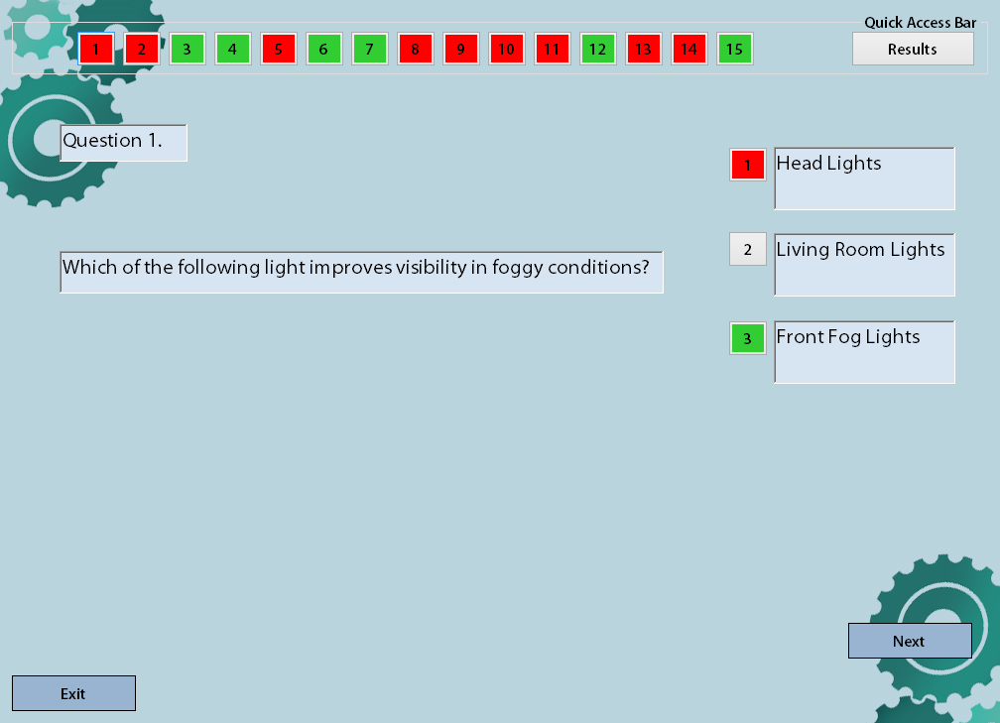 Quick Access Bar
1 2 3 4 5 6 7 8 9 10 11 12 13 14 15 Results
Question 1.
1 Head Lights
2 Living Room Lights
Which of the following light improves visibility in foggy conditions?
3 Front Fog Lights
Next
Exit